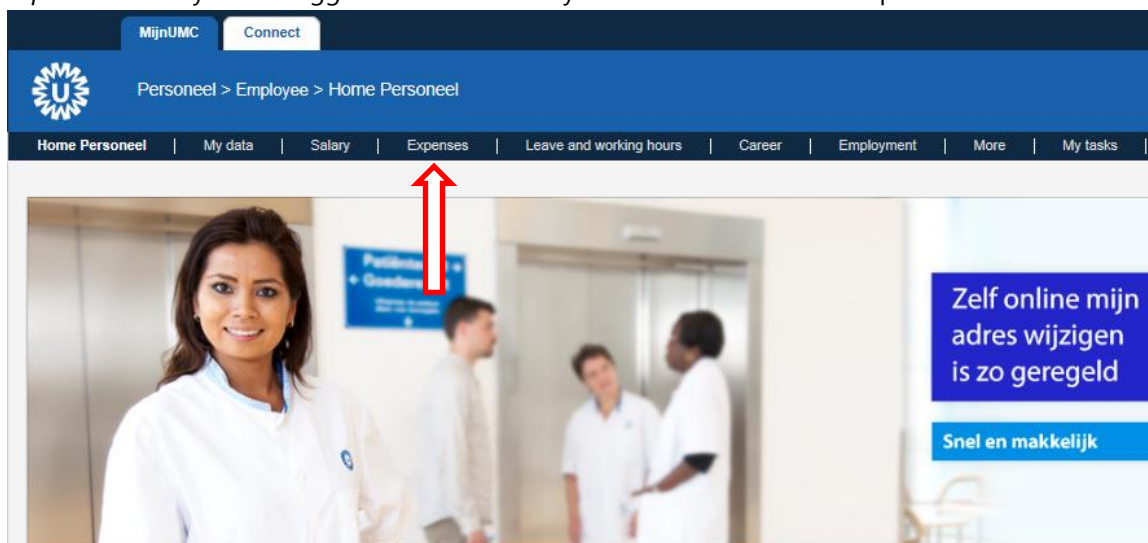 MijnUMC Connect
U
Personeel > Employee > Home Personeel
Home Personeel | My data | Salary | Expenses | Leave and working hours | Career | Employment | More | My tasks |
Zelf online mijn
adres wijzigen
is zo geregeld
Snel en makkelijk